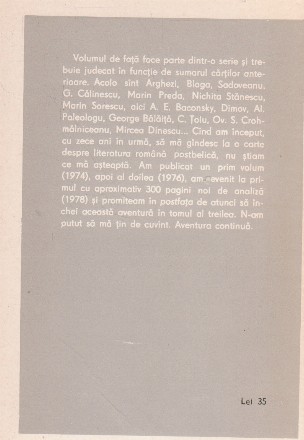 Volumul de față face parte dintr-o serie și tre-
buie judecat în funcție de sumarul cărților ante-
rioare. Acolo sînt Arghezi, Blaga, Sadoveanu,
G. Călinescu, Marin Preda, Nichita Stănescu,
Marin Sorescu, aici A. E. Baconsky, Dimov, Al.
Paleologu, George Bălăiță, C. Țoiu, Ov. S. Croh-
mălniceanu, Mircea Dinescu... Cînd am început,
cu zece ani în urmă, să mă gîndesc la o carte
despre literatura română postbelică, nu știam
ce mă așteaptă. Am publicat un prim volum
(1974), apoi al doilea (1976), am revenit la pri-
mul cu aproximativ 300 pagini noi de analiză
(1978) și promiteam în postfața de atunci să în-
chei această aventură în tomul al treilea. N-am
putut să mă țin de cuvînt. Aventura continuă.
Lei 35